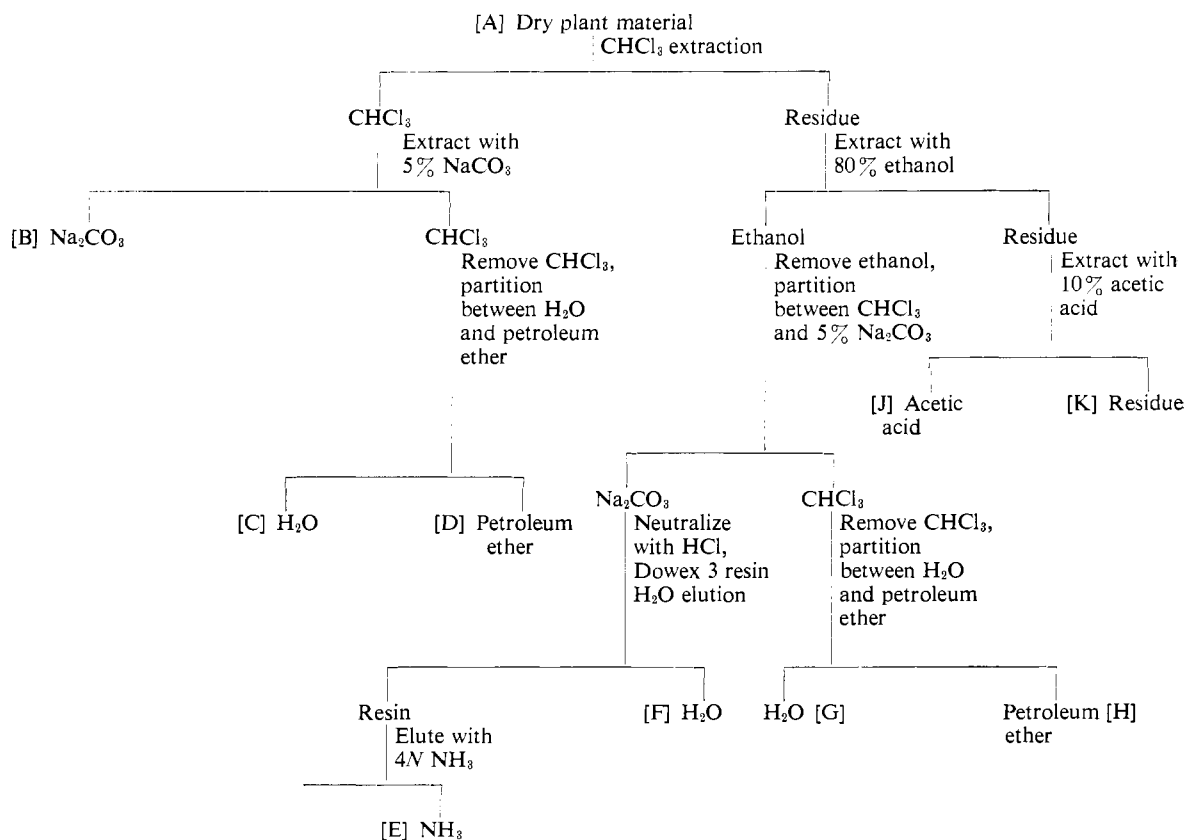 [A] Dry plant material
CHCl₃ extraction
CHCl₃
Extract with
5% NaCO₃
Residue
Extract with
80% ethanol
[B] Na₂CO₃
CHCl₃
Remove CHCl₃,
partition
between H₂O
and petroleum
ether
Ethanol
Remove ethanol,
partition
between CHCl₃
and 5% Na₂CO₃
Residue
Extract with
10% acetic
acid
[J] Acetic
acid
[K] Residue
[C] H₂O
[D] Petroleum
ether
Na₂CO₃
Neutralize
with HCl,
Dowex 3 resin
H₂O elution
CHCl₃
Remove CHCl₃,
partition
between H₂O
and petroleum
ether
Resin
Elute with
4N NH₃
[F] H₂O
H₂O [G]
Petroleum [H]
ether
[E] NH₃